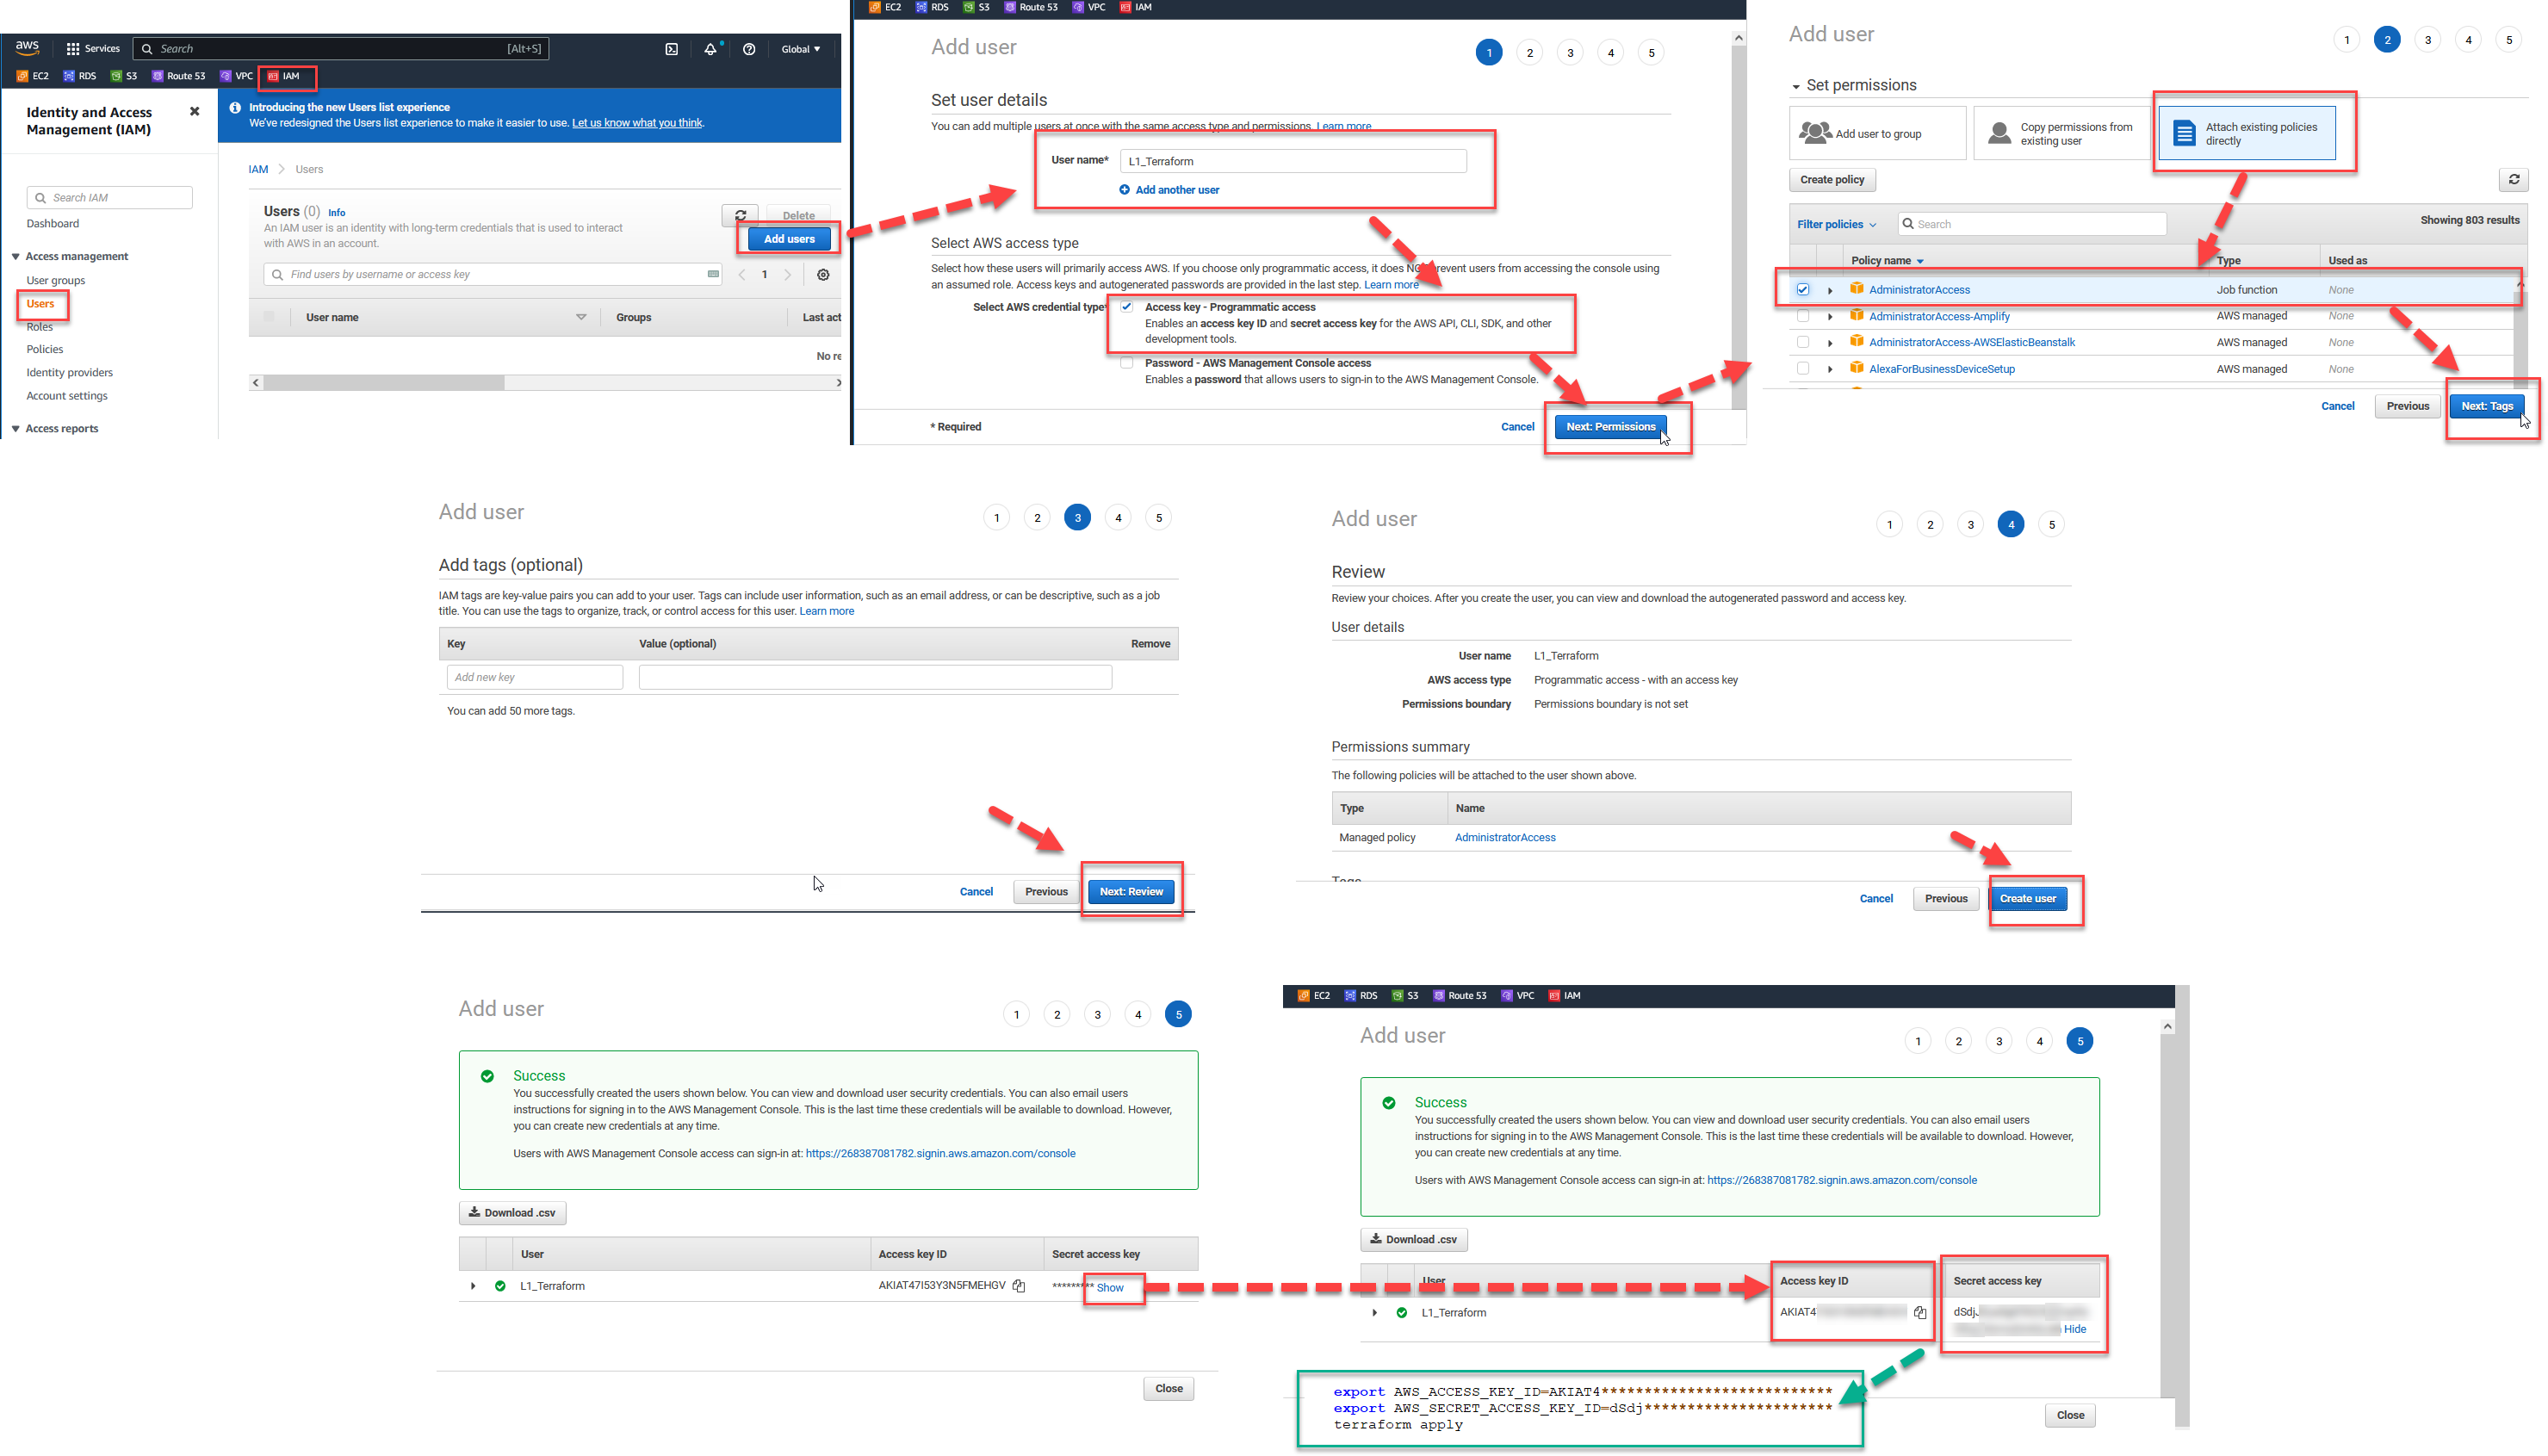 aws
Services
Search
[Alt+S]
Global
EC2 RDS S3 Route 53 VPC IAM
Identity and Access Management (IAM)
Search IAM
Dashboard
Access management
User groups
Users
Roles
Policies
Identity providers
Account settings
Access reports
Introducing the new Users list experience
We've redesigned the Users list experience to make it easier to use. Let us know what you think.
IAM > Users
Users (0) Info
An IAM user is an identity with long-term credentials that is used to interact
with AWS in an account.
Delete
Add users
Find users by username or access key
1
User name Groups Last act
No re
EC2 RDS S3 Route 53 VPC IAM
Add user
1 2 3 4 5
Set user details
You can add multiple users at once with the same access type and permissions. Learn more
User name* L1_Terraform
Add another user
Select AWS access type
Select how these users will primarily access AWS. If you choose only programmatic access, it does NOT prevent users from accessing the console using
an assumed role. Access keys and autogenerated passwords are provided in the last step. Learn more
Select AWS credential type* Access key - Programmatic access
Enables an access key ID and secret access key for the AWS API, CLI, SDK, and other
development tools.
Password - AWS Management Console access
Enables a password that allows users to sign-in to the AWS Management Console.
* Required
Cancel Next: Permissions
Add user
1 2 3 4 5
Set permissions
Add user to group
Copy permissions from
existing user
Attach existing policies
directly
Create policy
Filter policies Search Showing 803 results
Policy name Type Used as
AdministratorAccess Job function None
AdministratorAccess-Amplify AWS managed None
AdministratorAccess-AWSElasticBeanstalk AWS managed None
AlexaForBusinessDeviceSetup AWS managed None
Cancel Previous Next: Tags
Add user
1 2 3 4 5
Add tags (optional)
IAM tags are key-value pairs you can add to your user. Tags can include user information, such as an email address, or can be descriptive, such as a job
title. You can use the tags to organize, track, or control access for this user. Learn more
Key Value (optional) Remove
Add new key
You can add 50 more tags.
Cancel Previous Next: Review
Add user
1 2 3 4 5
Review
Review your choices. After you create the user, you can view and download the autogenerated password and access key.
User details
User name L1_Terraform
AWS access type Programmatic access - with an access key
Permissions boundary Permissions boundary is not set
Permissions summary
The following policies will be attached to the user shown above.
Type Name
Managed policy AdministratorAccess
Tags
Cancel Previous Create user
Add user
1 2 3 4 5
Success
You successfully created the users shown below. You can view and download user security credentials. You can also email users
instructions for signing in to the AWS Management Console. This is the last time these credentials will be available to download. However,
you can create new credentials at any time.
Users with AWS Management Console access can sign-in at: https://268387081782.signin.aws.amazon.com/console
Download .csv
User Access key ID Secret access key
L1_Terraform AKIAT47I53Y3N5FMEHGV ********* Show
Close
EC2 RDS S3 Route 53 VPC IAM
Add user
1 2 3 4 5
Success
You successfully created the users shown below. You can view and download user security credentials. You can also email users
instructions for signing in to the AWS Management Console. This is the last time these credentials will be available to download. However,
you can create new credentials at any time.
Users with AWS Management Console access can sign-in at: https://268387081782.signin.aws.amazon.com/console
Download .csv
User Access key ID Secret access key
L1_Terraform AKIAT4 dSdjJ
Hide
export AWS_ACCESS_KEY_ID=AKIAT4***************************
export AWS_SECRET_ACCESS_KEY_ID=dSdj**********************
terraform apply
Close